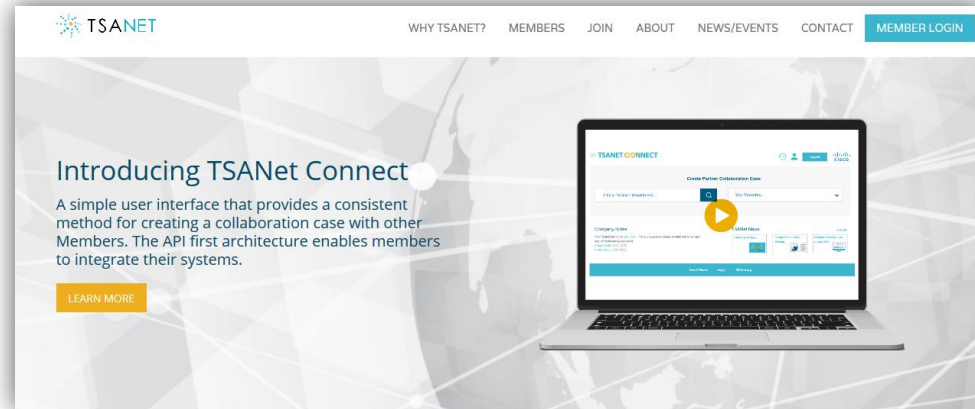 TSANET
WHY TSANET? MEMBERS JOIN ABOUT NEWS/EVENTS CONTACT MEMBER LOGIN
Introducing TSANet Connect
A simple user interface that provides a consistent
method for creating a collaboration case with other
Members. The API first architecture enables members
to integrate their systems.
LEARN MORE
TSANET CONNECT
CISCO
Create Partner Collaboration Case
Company Notes
TSANet News